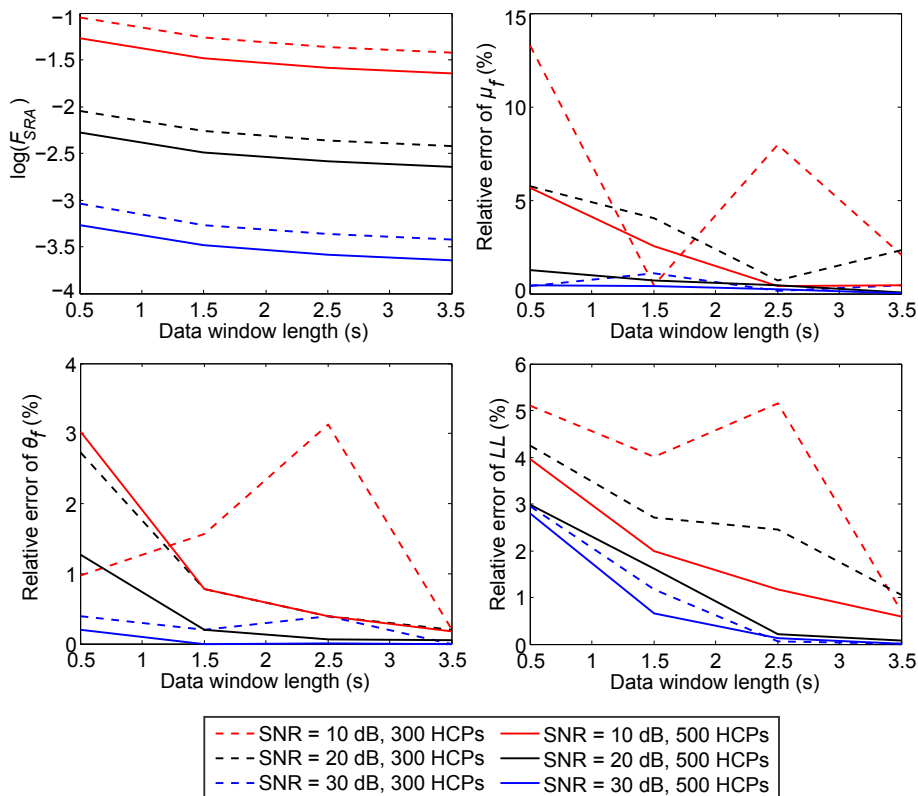 log(F_SRA)
−1
−1.5
−2
−2.5
−3
−3.5
−4
0.5 1 1.5 2 2.5 3 3.5
Data window length (s)
Relative error of μ_f (%)
15
10
5
0
0.5 1 1.5 2 2.5 3 3.5
Data window length (s)
Relative error of θ_f (%)
4
3
2
1
0
0.5 1 1.5 2 2.5 3 3.5
Data window length (s)
Relative error of LL (%)
6
5
4
3
2
1
0
0.5 1 1.5 2 2.5 3 3.5
Data window length (s)
SNR = 10 dB, 300 HCPs SNR = 10 dB, 500 HCPs
SNR = 20 dB, 300 HCPs SNR = 20 dB, 500 HCPs
SNR = 30 dB, 300 HCPs SNR = 30 dB, 500 HCPs